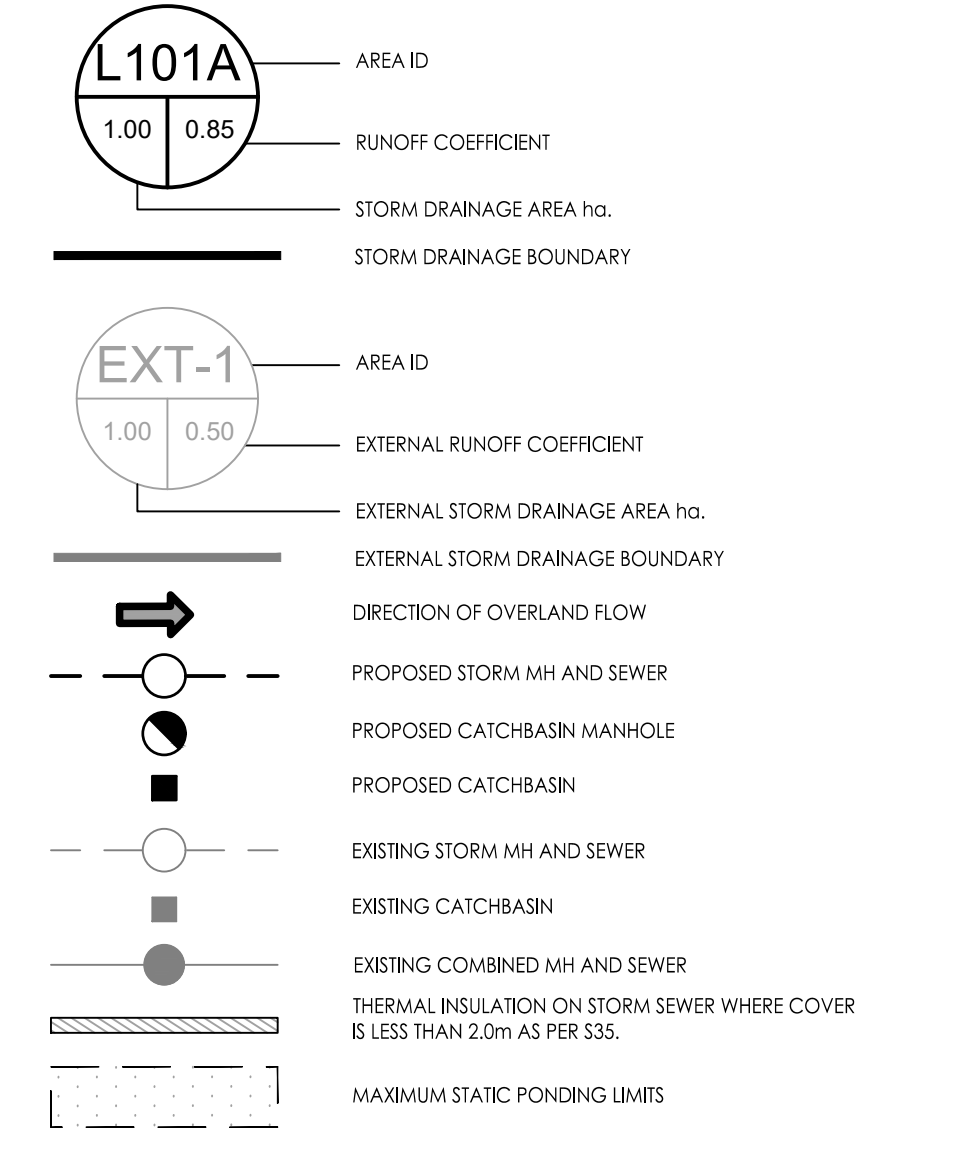 L101A
AREA ID
1.00 0.85
RUNOFF COEFFICIENT
STORM DRAINAGE AREA ha.
STORM DRAINAGE BOUNDARY
EXT-1
AREA ID
1.00 0.50
EXTERNAL RUNOFF COEFFICIENT
EXTERNAL STORM DRAINAGE AREA ha.
EXTERNAL STORM DRAINAGE BOUNDARY
DIRECTION OF OVERLAND FLOW
PROPOSED STORM MH AND SEWER
PROPOSED CATCHBASIN MANHOLE
PROPOSED CATCHBASIN
EXISTING STORM MH AND SEWER
EXISTING CATCHBASIN
EXISTING COMBINED MH AND SEWER
THERMAL INSULATION ON STORM SEWER WHERE COVER
IS LESS THAN 2.0m AS PER S35.
MAXIMUM STATIC PONDING LIMITS